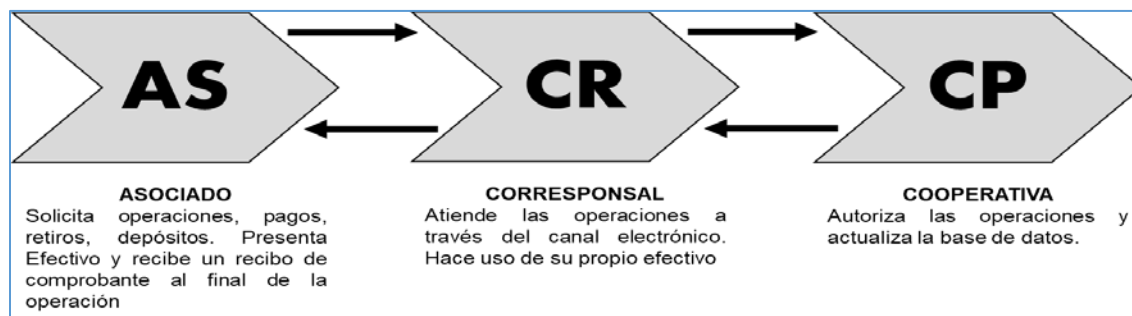 AS
CR
CP
ASOCIADO
Solicita operaciones, pagos,
retiros, depósitos. Presenta
Efectivo y recibe un recibo de
comprobante al final de la
operación
CORRESPONSAL
Atiende las operaciones a
través del canal electrónico.
Hace uso de su propio efectivo
COOPERATIVA
Autoriza las operaciones y
actualiza la base de datos.